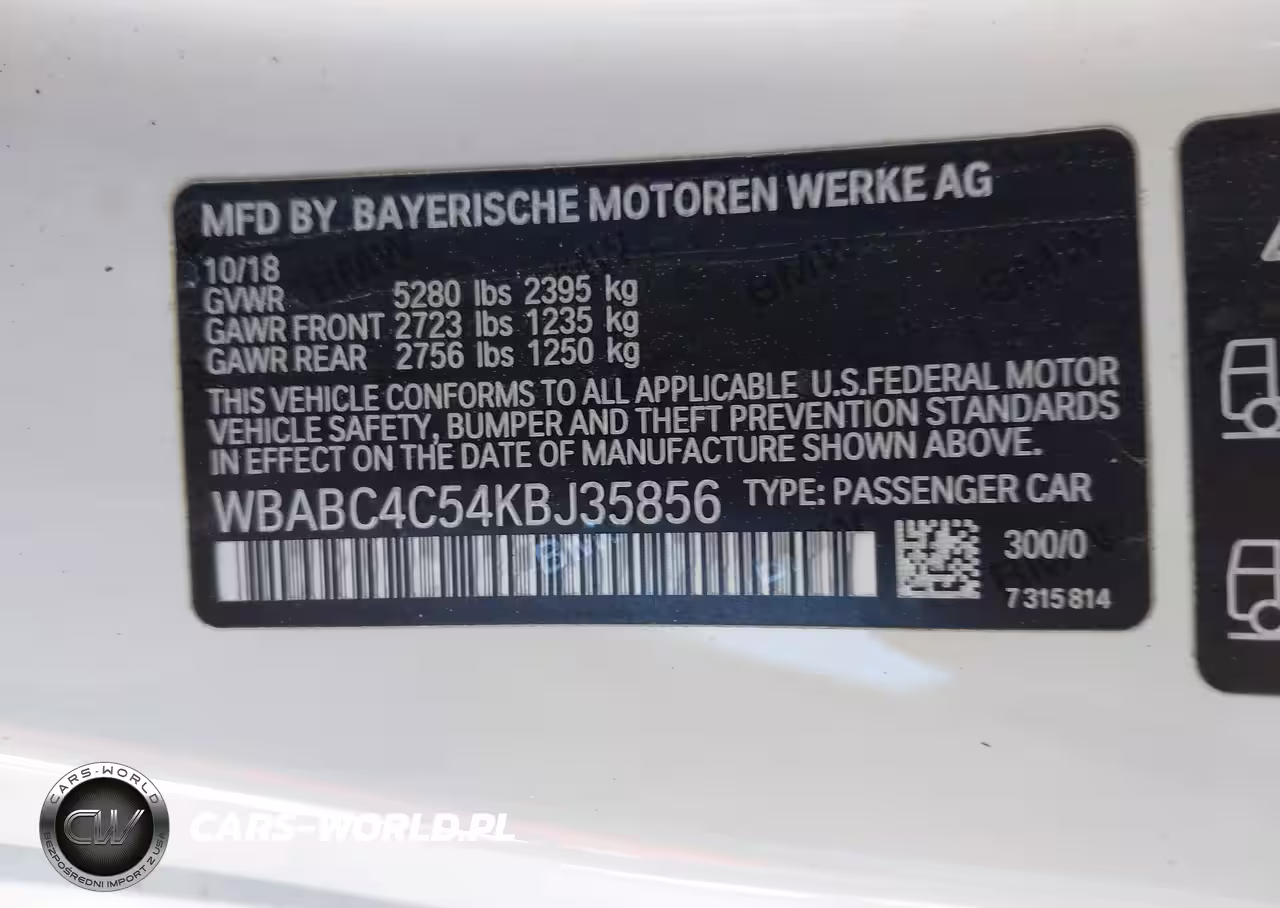 MFD BY BAYERISCHE MOTOREN WERKE AG
10/18
GVWR 5280 lbs 2395 kg
GAWR FRONT 2723 lbs 1235 kg
GAWR REAR 2756 lbs 1250 kg
THIS VEHICLE CONFORMS TO ALL APPLICABLE U.S.FEDERAL MOTOR
VEHICLE SAFETY, BUMPER AND THEFT PREVENTION STANDARDS
IN EFFECT ON THE DATE OF MANUFACTURE SHOWN ABOVE.
WBABC4C54KBJ35856 TYPE: PASSENGER CAR
300/0
7315814
CARS-WORLD
CW
BEZPOŚREDNI IMPORT Z USA
CARS-WORLD.PL